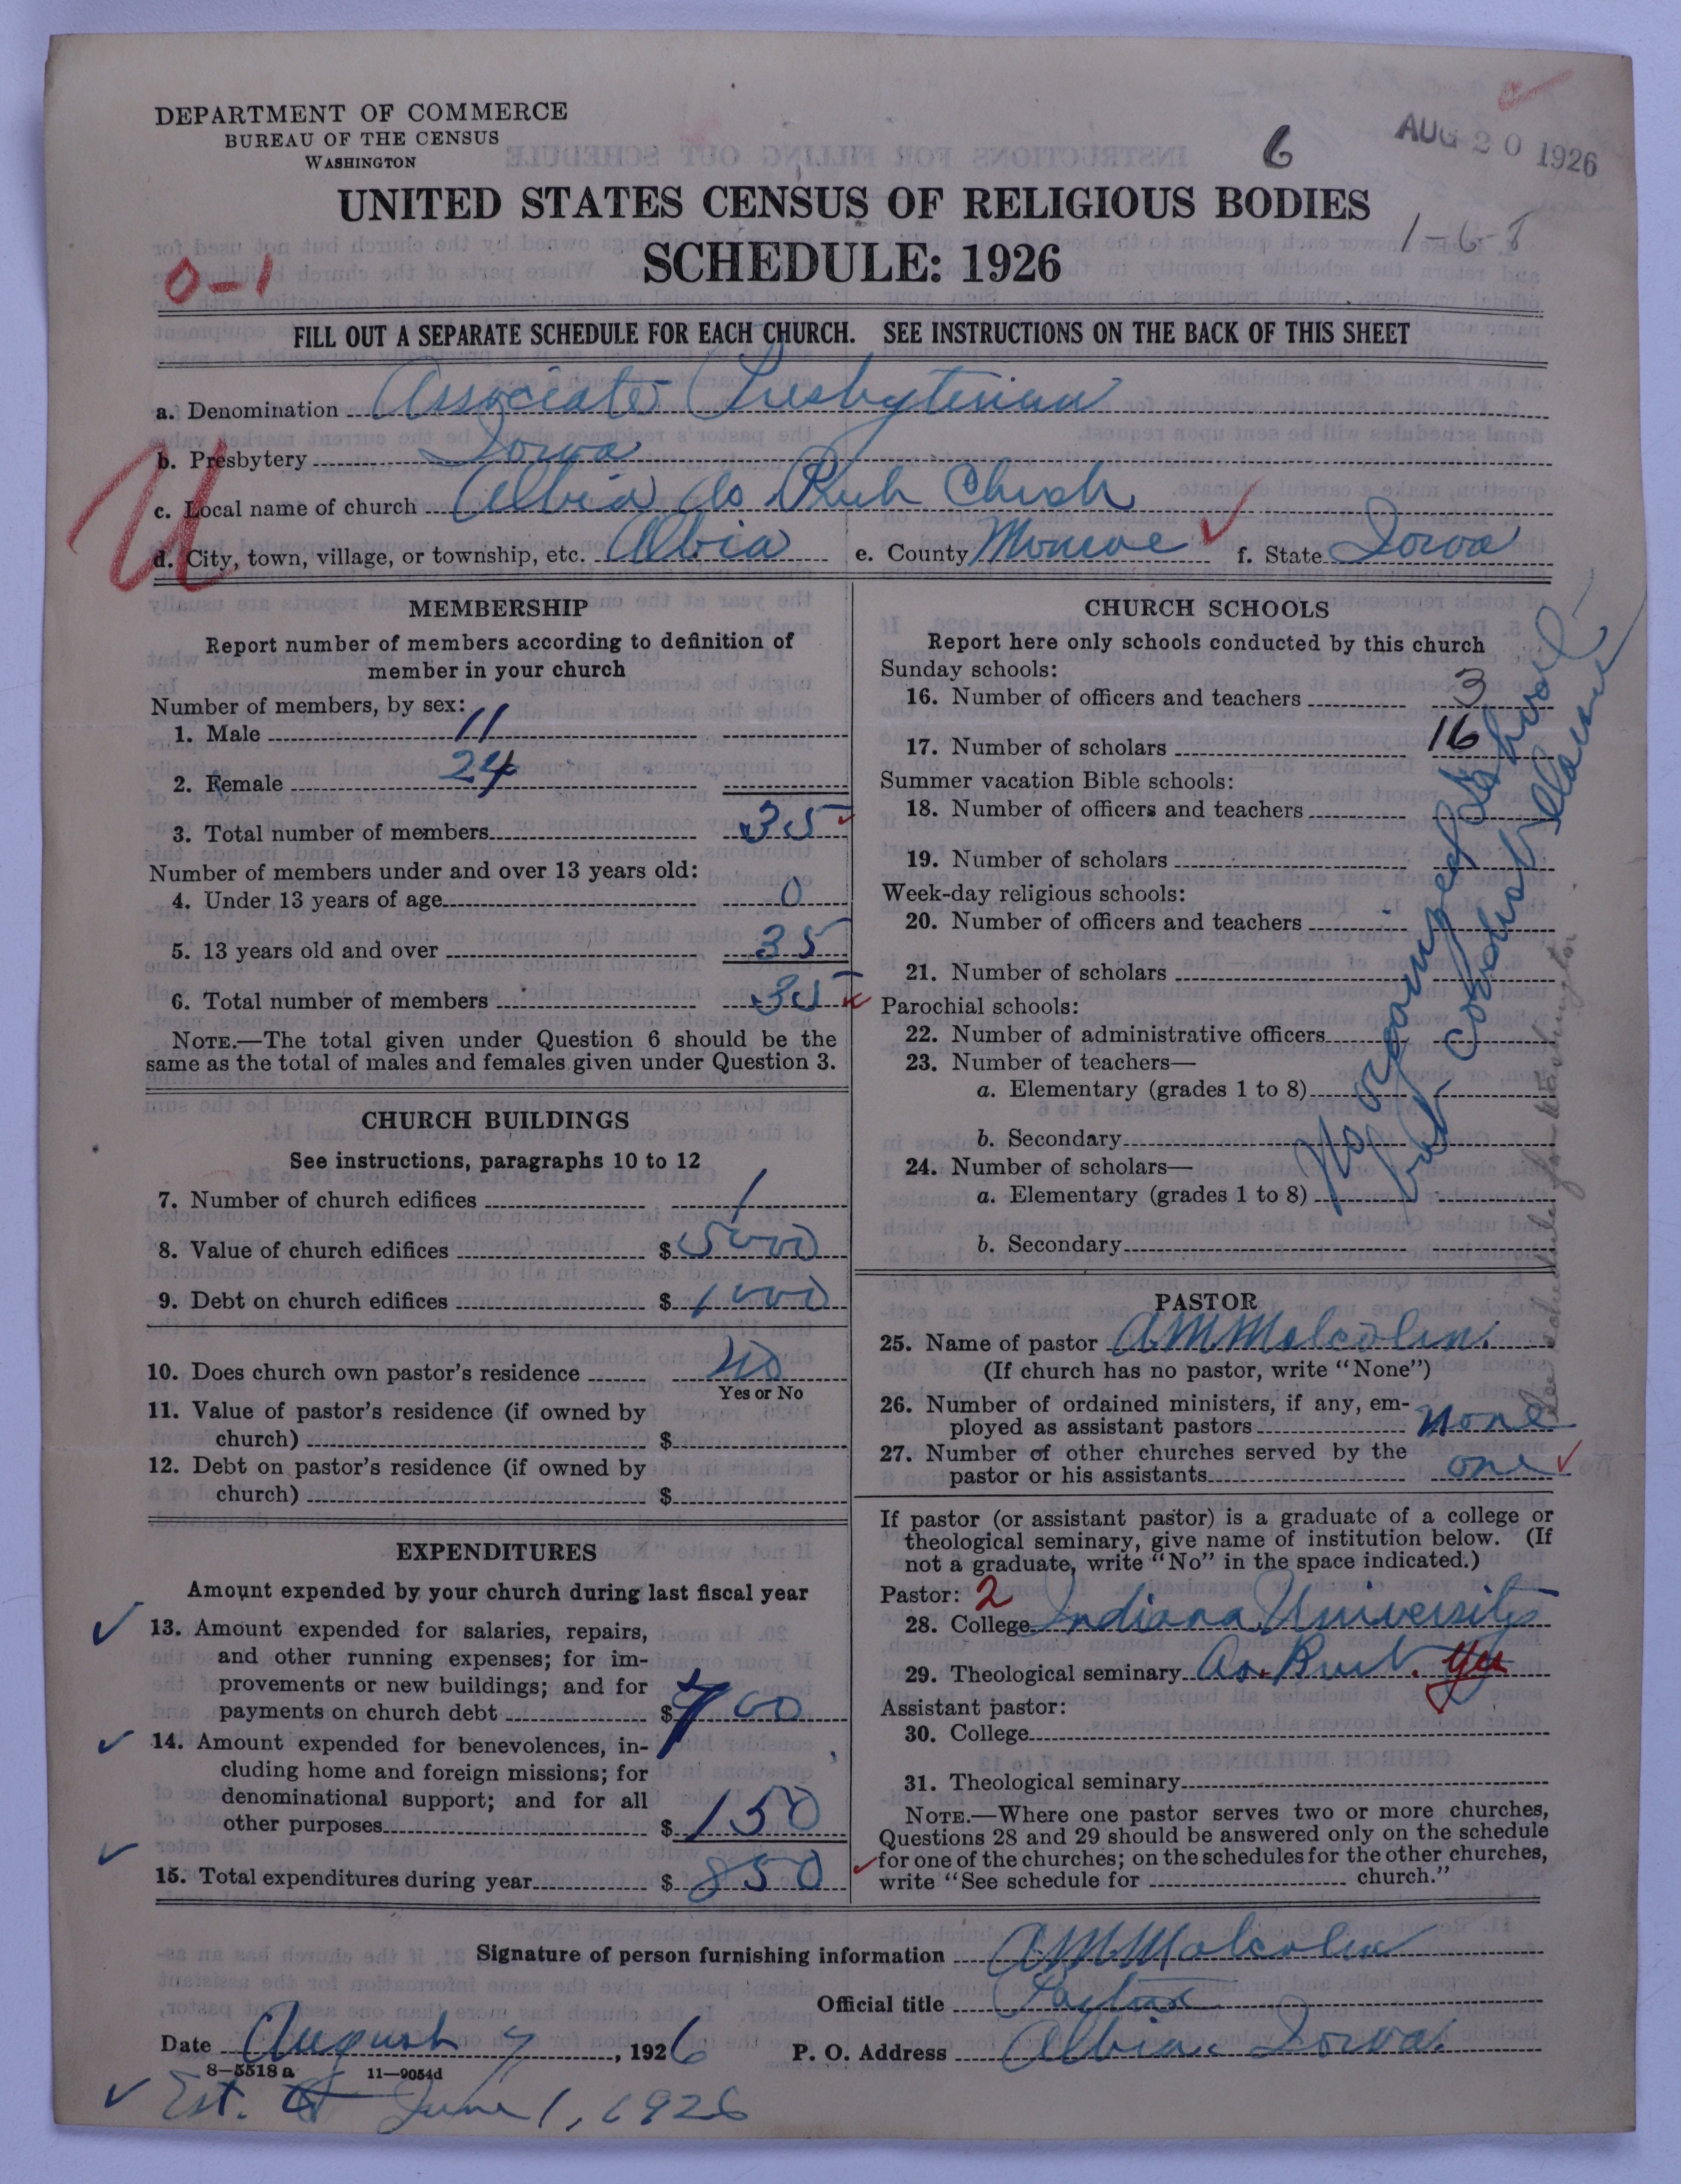 DEPARTMENT OF COMMERCE
BUREAU OF THE CENSUS
WASHINGTON
6
AUG 20 1926
UNITED STATES CENSUS OF RELIGIOUS BODIES
SCHEDULE: 1926
1-6-8
0-1
FILL OUT A SEPARATE SCHEDULE FOR EACH CHURCH. SEE INSTRUCTIONS ON THE BACK OF THIS SHEET
a. Denomination Associate Presbyterian
b. Presbytery Iowa
c. Local name of church Albia As
d. City, town, village, or township, etc. Albia e. County Monroe f. State Iowa
U
MEMBERSHIP
Report number of members according to definition of
member in your church
Number of members, by sex:
1. Male 11
2. Female 24
3. Total number of members 35
Number of members under and over 13 years old:
4. Under 13 years of age 0
5. 13 years old and over 35
6. Total number of members 35
NOTE.—The total given under Question 6 should be the
same as the total of males and females given under Question 3.
CHURCH BUILDINGS
See instructions, paragraphs 10 to 12
7. Number of church edifices 1
8. Value of church edifices $ 5000
9. Debt on church edifices $ 1000
10. Does church own pastor's residence no
Yes or No
11. Value of pastor's residence (if owned by
church) $
12. Debt on pastor's residence (if owned by
church) $
EXPENDITURES
Amount expended by your church during last fiscal year
13. Amount expended for salaries, repairs,
and other running expenses; for im-
provements or new buildings; and for
payments on church debt $ 700
14. Amount expended for benevolences, in-
cluding home and foreign missions; for
denominational support; and for all
other purposes $ 150
15. Total expenditures during year $ 850
CHURCH SCHOOLS
Report here only schools conducted by this church
Sunday schools:
16. Number of officers and teachers 3
17. Number of scholars 16
Summer vacation Bible schools:
18. Number of officers and teachers
19. Number of scholars
Week-day religious schools:
20. Number of officers and teachers
21. Number of scholars
Parochial schools:
22. Number of administrative officers
23. Number of teachers—
a. Elementary (grades 1 to 8)
b. Secondary
24. Number of scholars—
a. Elementary (grades 1 to 8)
b. Secondary
No organized school
but conduct classes
PASTOR
25. Name of pastor A M Malcolm.
(If church has no pastor, write "None")
26. Number of ordained ministers, if any, em-
ployed as assistant pastors none
27. Number of other churches served by the
pastor or his assistants one
If pastor (or assistant pastor) is a graduate of a college or
theological seminary, give name of institution below. (If
not a graduate, write "No" in the space indicated.)
Pastor: 2
28. College Indiana University
29. Theological seminary As. Yes
Assistant pastor:
30. College
31. Theological seminary
NOTE.—Where one pastor serves two or more churches,
Questions 28 and 29 should be answered only on the schedule
for one of the churches; on the schedules for the other churches,
write "See schedule for church."
Signature of person furnishing information A M Malcolm
Official title Pastor
Date August 7, 1926 P. O. Address Albia. Iowa.
8-5518 a 11-9054d
Est. June 1, 1926